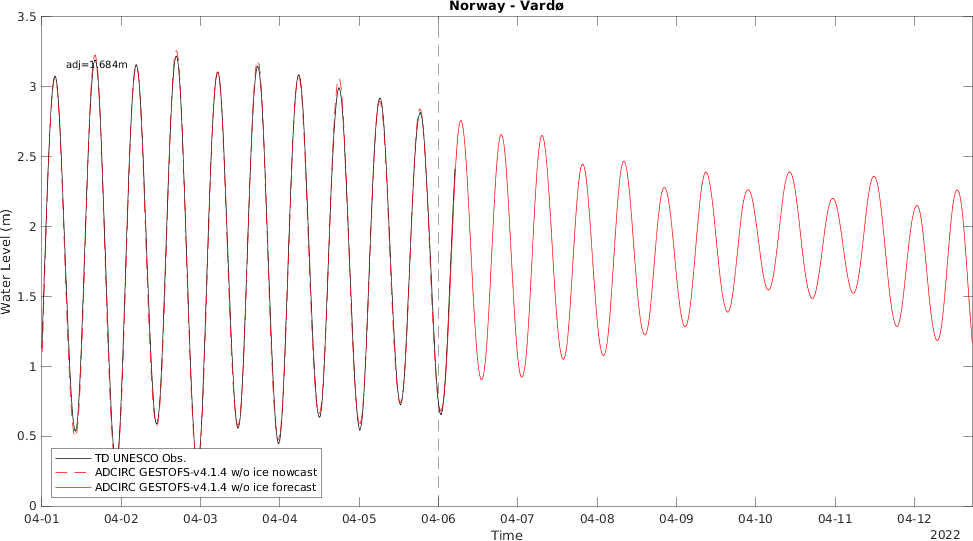 Norway - Vardø
adj=1.684m
Water Level (m)
3.5
3
2.5
2
1.5
1
0.5
0
TD UNESCO Obs.
ADCIRC GESTOFS-v4.1.4 w/o ice nowcast
ADCIRC GESTOFS-v4.1.4 w/o ice forecast
04-01 04-02 04-03 04-04 04-05 04-06 04-07 04-08 04-09 04-10 04-11 04-12
Time
2022